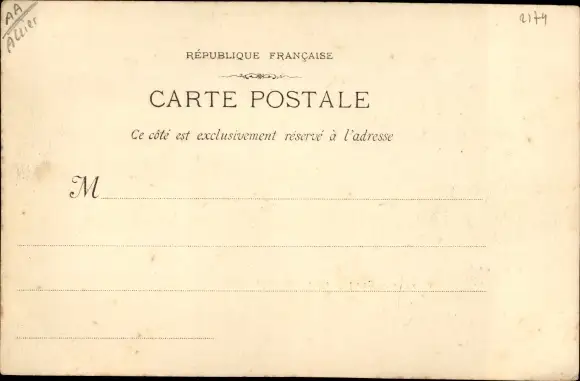 AA
Allier
2174
RÉPUBLIQUE FRANÇAISE
CARTE POSTALE
Ce côté est exclusivement réservé à l'adresse
M